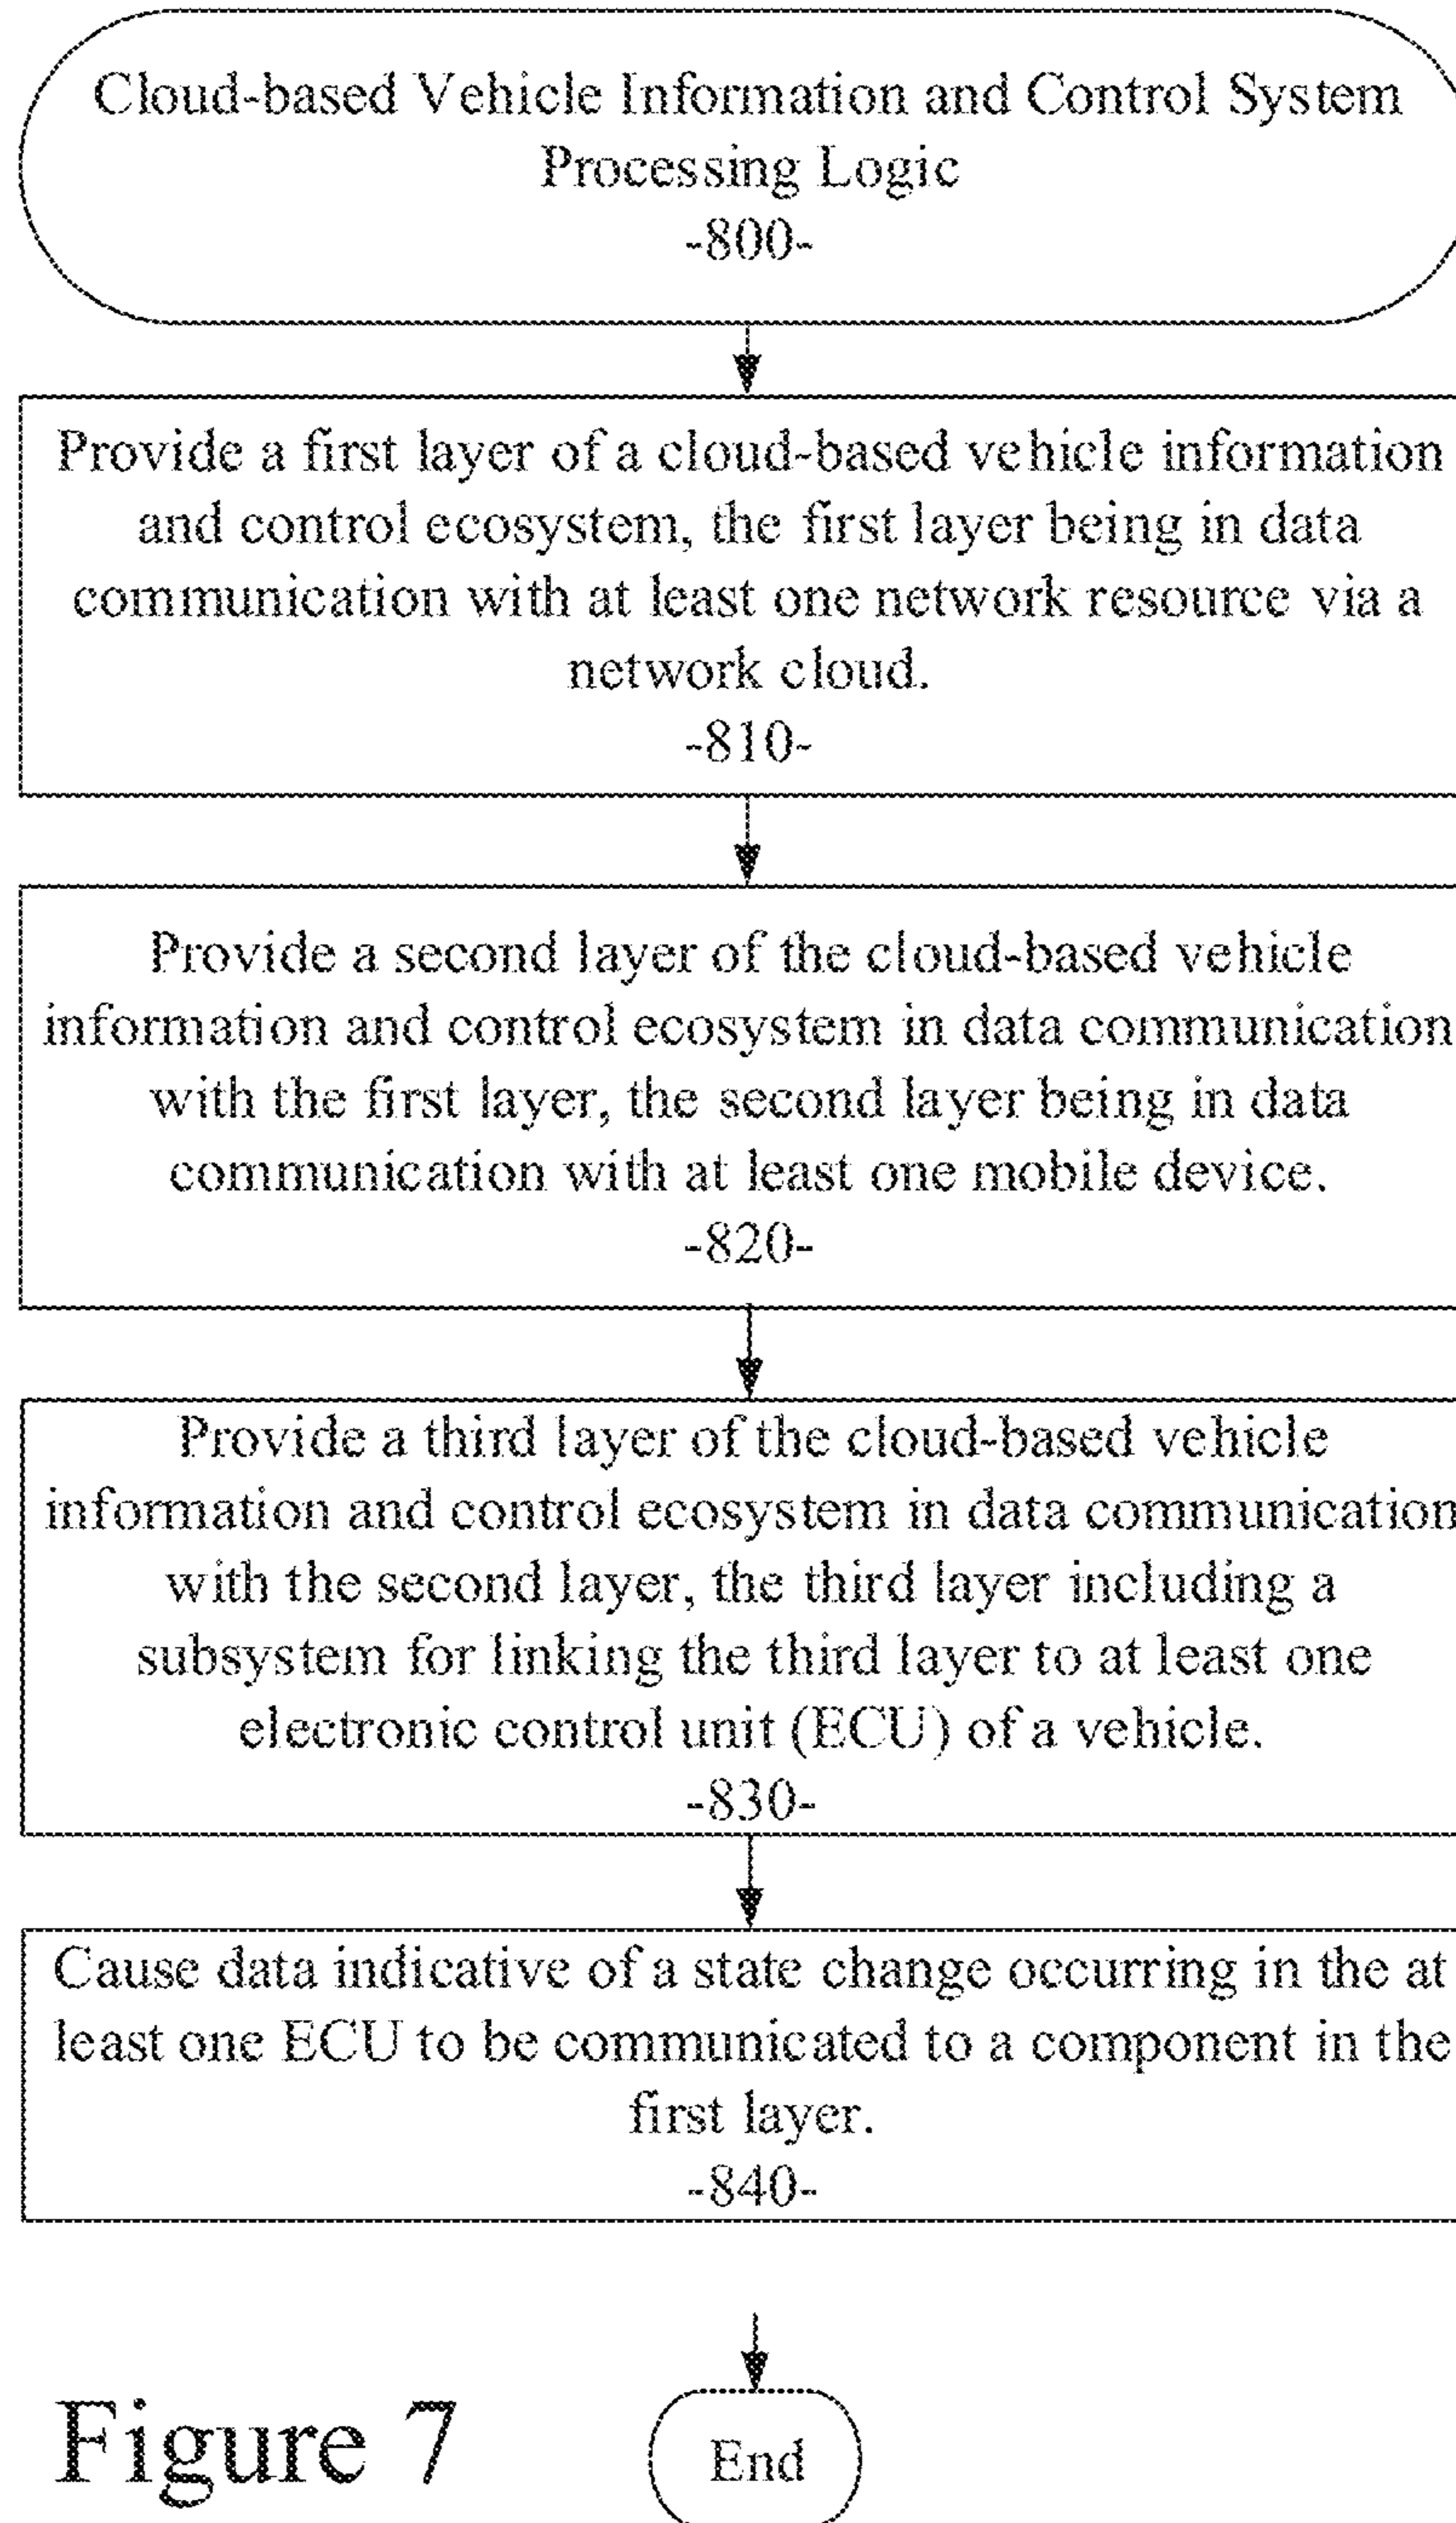 Cloud-based Vehicle Information and Control System
Processing Logic
-800-
Provide a first layer of a cloud-based vehicle information
and control ecosystem, the first layer being in data
communication with at least one network resource via a
network cloud.
-810-
Provide a second layer of the cloud-based vehicle
information and control ecosystem in data communication
with the first layer, the second layer being in data
communication with at least one mobile device.
-820-
Provide a third layer of the cloud-based vehicle
information and control ecosystem in data communication
with the second layer, the third layer including a
subsystem for linking the third layer to at least one
electronic control unit (ECU) of a vehicle.
-830-
Cause data indicative of a state change occurring in the at
least one ECU to be communicated to a component in the
first layer.
-840-
Figure 7
End